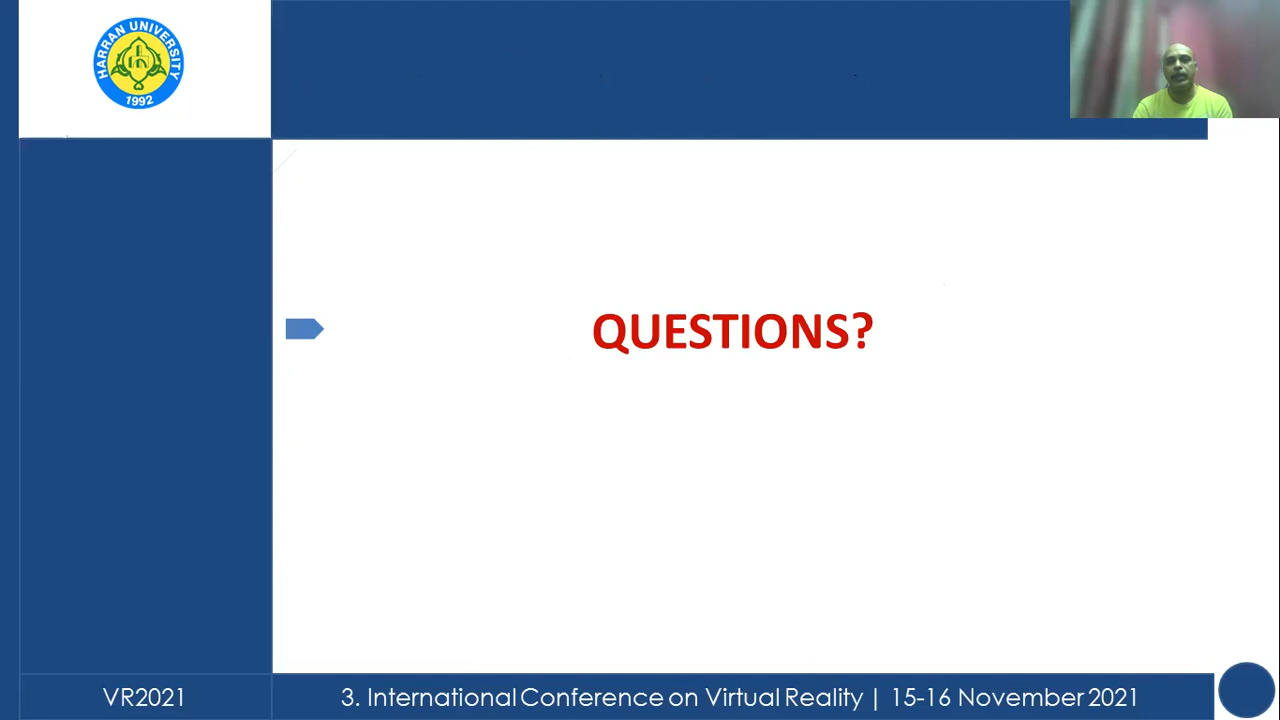 HARRAN UNIVERSITY
1992
QUESTIONS?
VR2021
3. International Conference on Virtual Reality | 15-16 November 2021